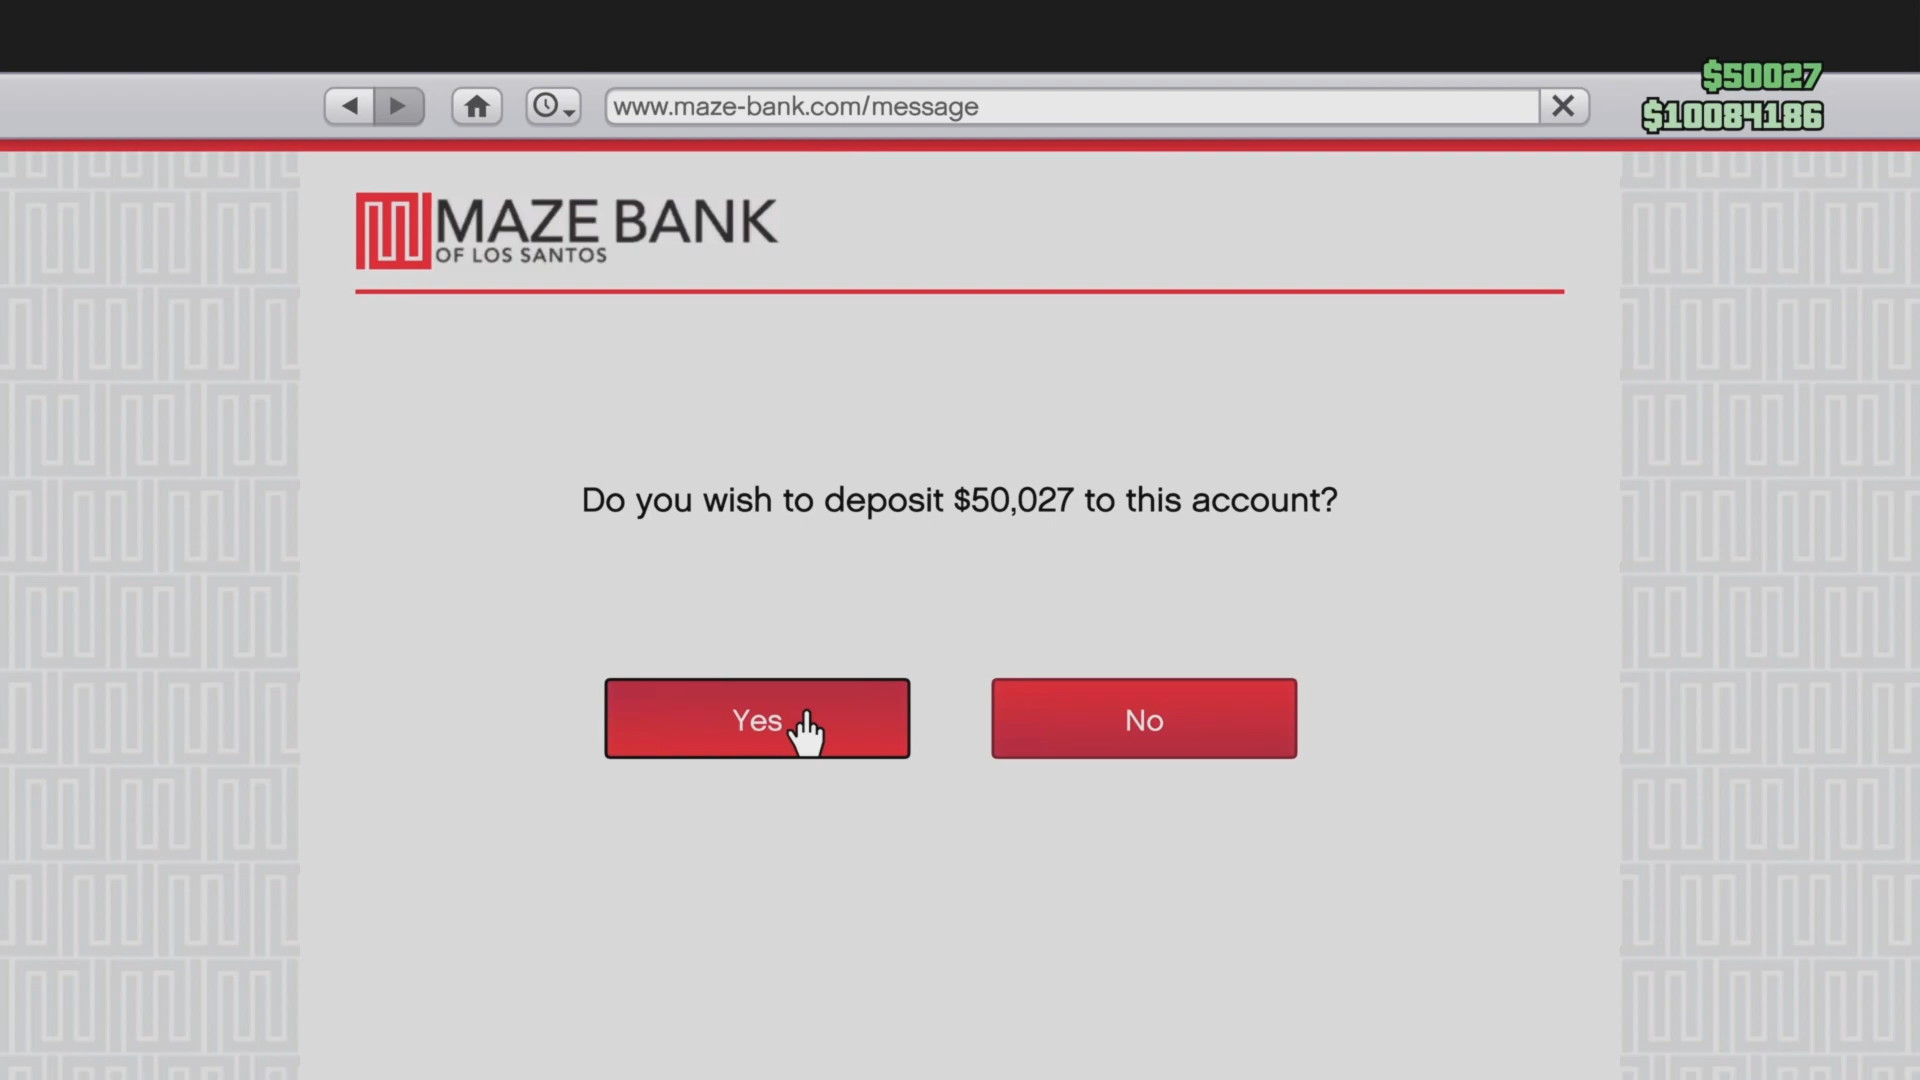 $50027
www.maze-bank.com/message
$10084186
MAZE BANK
OF LOS SANTOS
Do you wish to deposit $50,027 to this account?
Yes
No